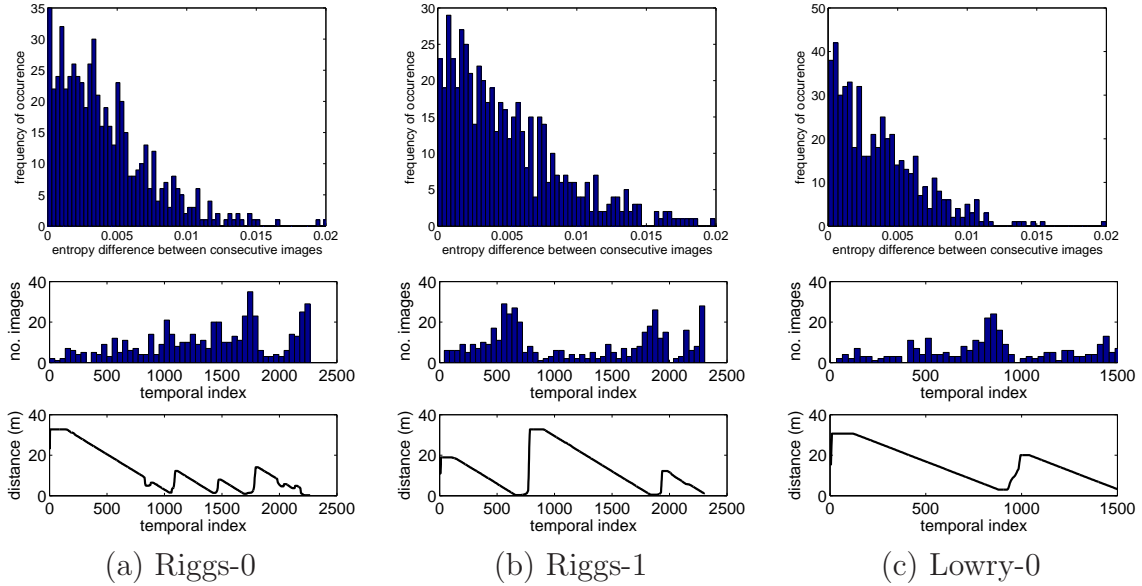 35
30
25
20
15
10
5
0
frequency of occurence
0 0.005 0.01 0.015 0.02
entropy difference between consecutive images
30
25
20
15
10
5
0
frequency of occurence
0 0.005 0.01 0.015 0.02
entropy difference between consecutive images
50
40
30
20
10
0
frequency of occurence
0 0.005 0.01 0.015 0.02
entropy difference between consecutive images
40
20
0
no. images
0 500 1000 1500 2000 2500
temporal index
40
20
0
no. images
0 500 1000 1500 2000 2500
temporal index
40
20
0
no. images
0 500 1000 1500
temporal index
40
20
0
distance (m)
0 500 1000 1500 2000 2500
temporal index
40
20
0
distance (m)
0 500 1000 1500 2000 2500
temporal index
40
20
0
distance (m)
0 500 1000 1500
temporal index
(a) Riggs-0
(b) Riggs-1
(c) Lowry-0